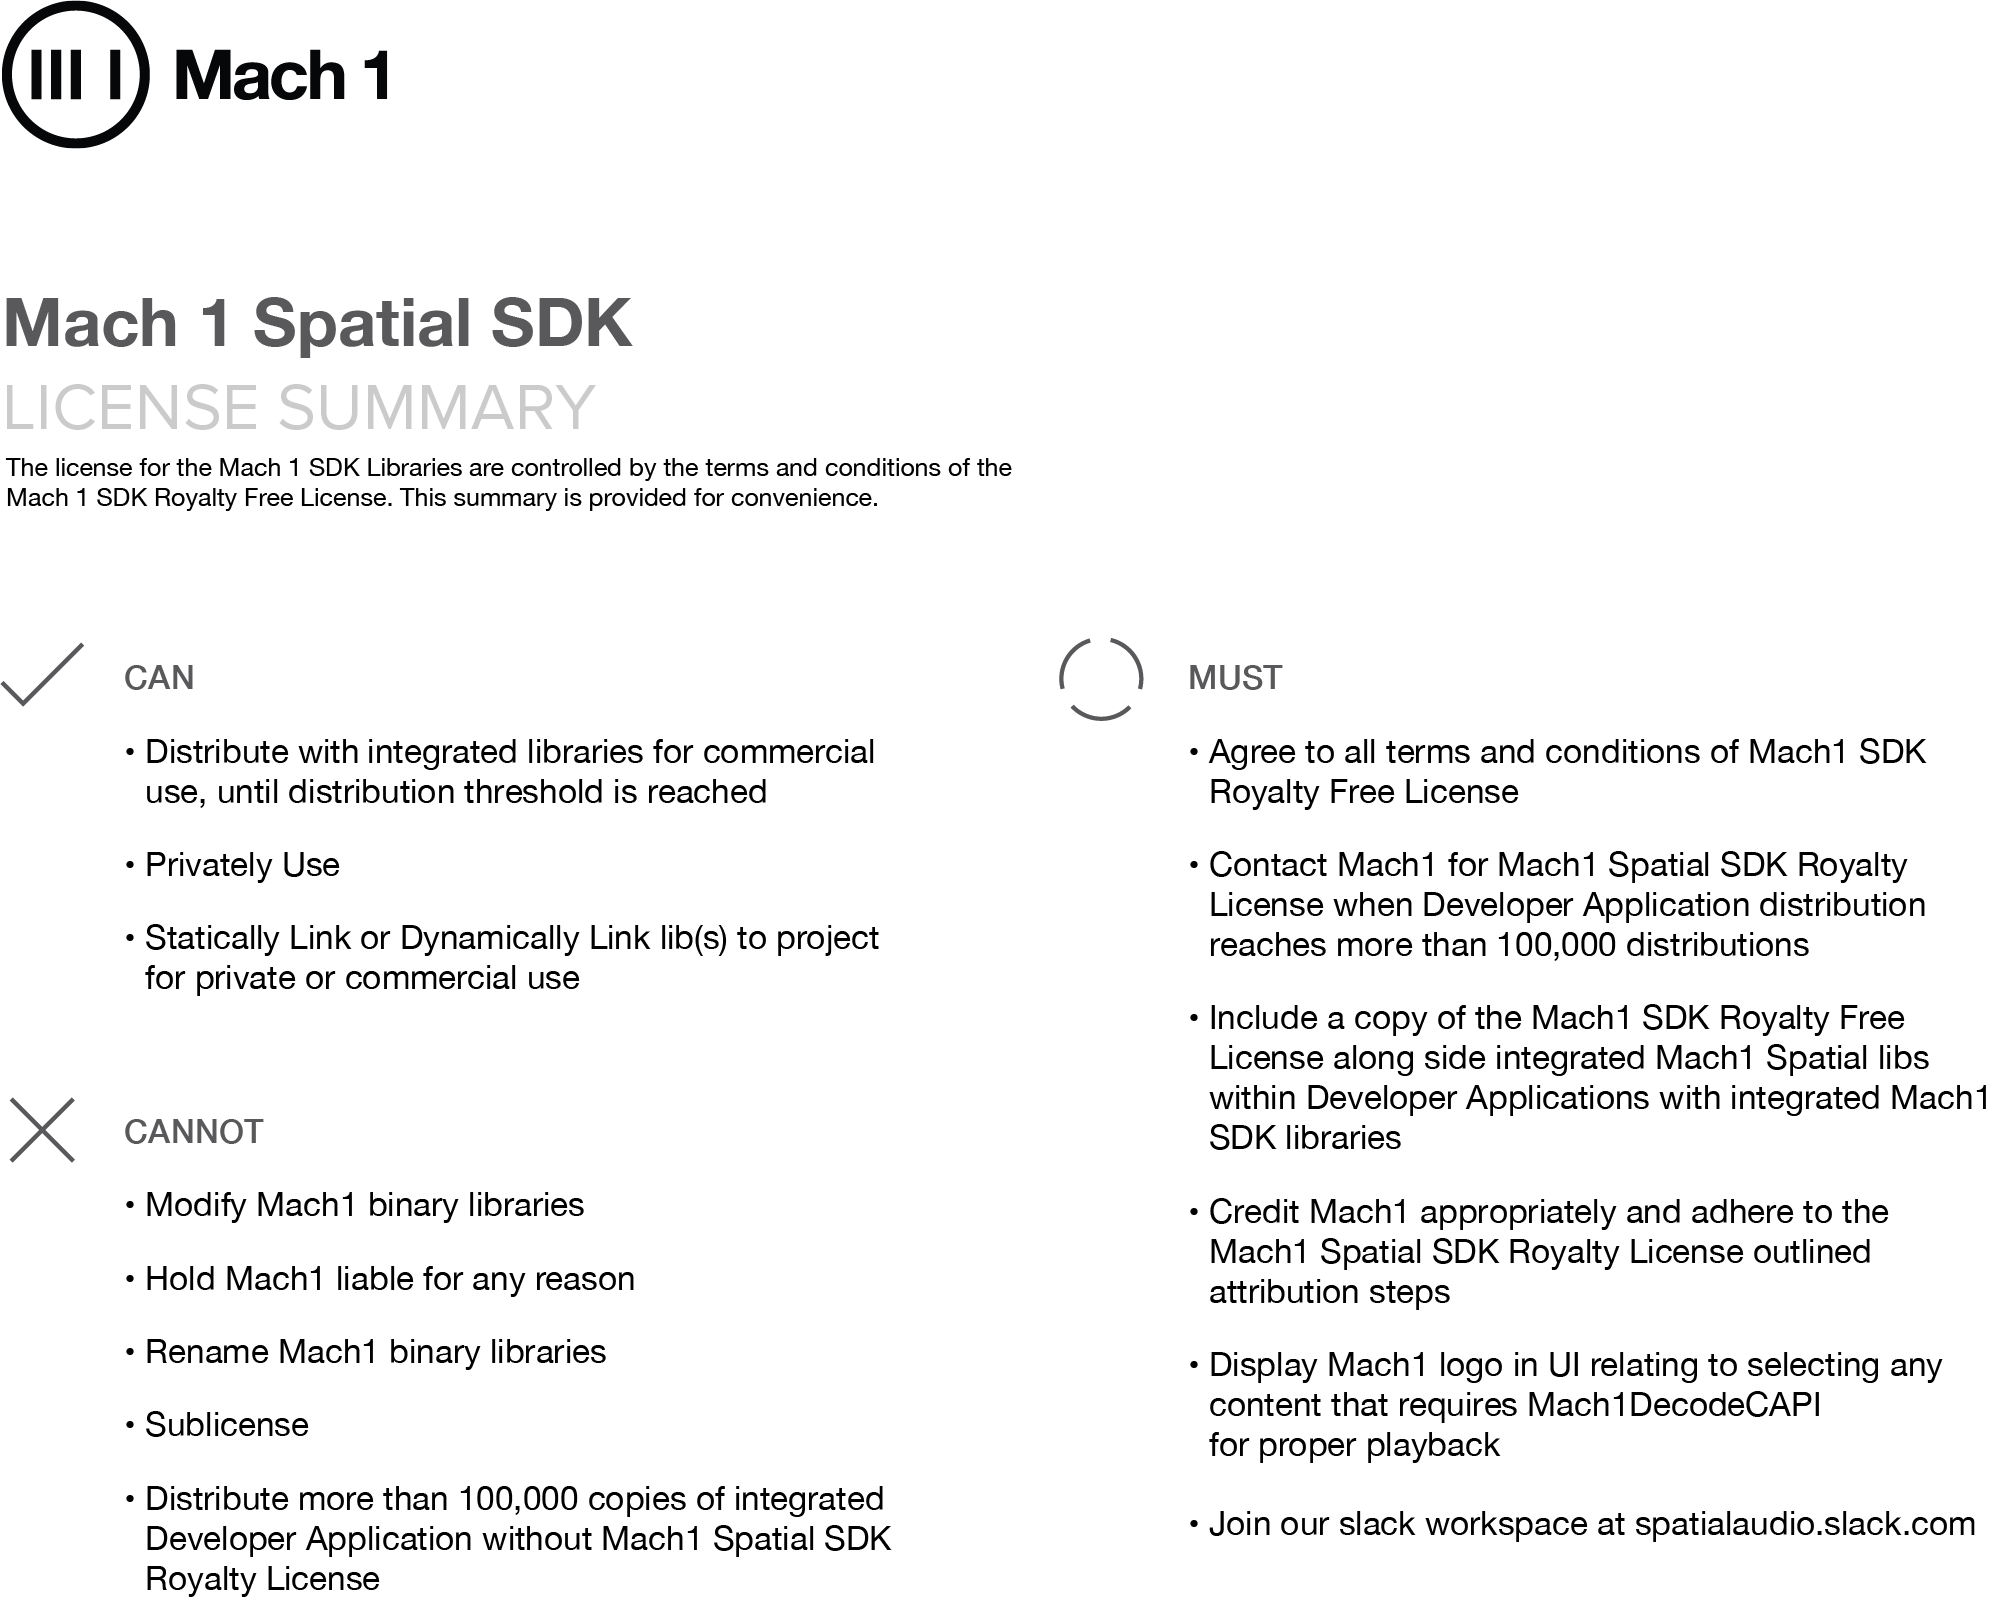 Mach 1
Mach 1 Spatial SDK
LICENSE SUMMARY
The license for the Mach 1 SDK Libraries are controlled by the terms and conditions of the
Mach 1 SDK Royalty Free License. This summary is provided for convenience.
CAN
• Distribute with integrated libraries for commercial
use, until distribution threshold is reached
• Privately Use
• Statically Link or Dynamically Link lib(s) to project
for private or commercial use
CANNOT
• Modify Mach1 binary libraries
• Hold Mach1 liable for any reason
• Rename Mach1 binary libraries
• Sublicense
• Distribute more than 100,000 copies of integrated
Developer Application without Mach1 Spatial SDK
Royalty License
MUST
• Agree to all terms and conditions of Mach1 SDK
Royalty Free License
• Contact Mach1 for Mach1 Spatial SDK Royalty
License when Developer Application distribution
reaches more than 100,000 distributions
• Include a copy of the Mach1 SDK Royalty Free
License along side integrated Mach1 Spatial libs
within Developer Applications with integrated Mach1
SDK libraries
• Credit Mach1 appropriately and adhere to the
Mach1 Spatial SDK Royalty License outlined
attribution steps
• Display Mach1 logo in UI relating to selecting any
content that requires Mach1DecodeCAPI
for proper playback
• Join our slack workspace at spatialaudio.slack.com